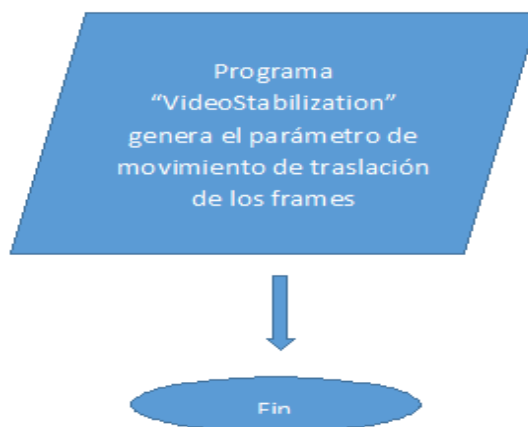 Programa
“VideoStabilization”
genera el parámetro de
movimiento de traslación
de los frames
Fin